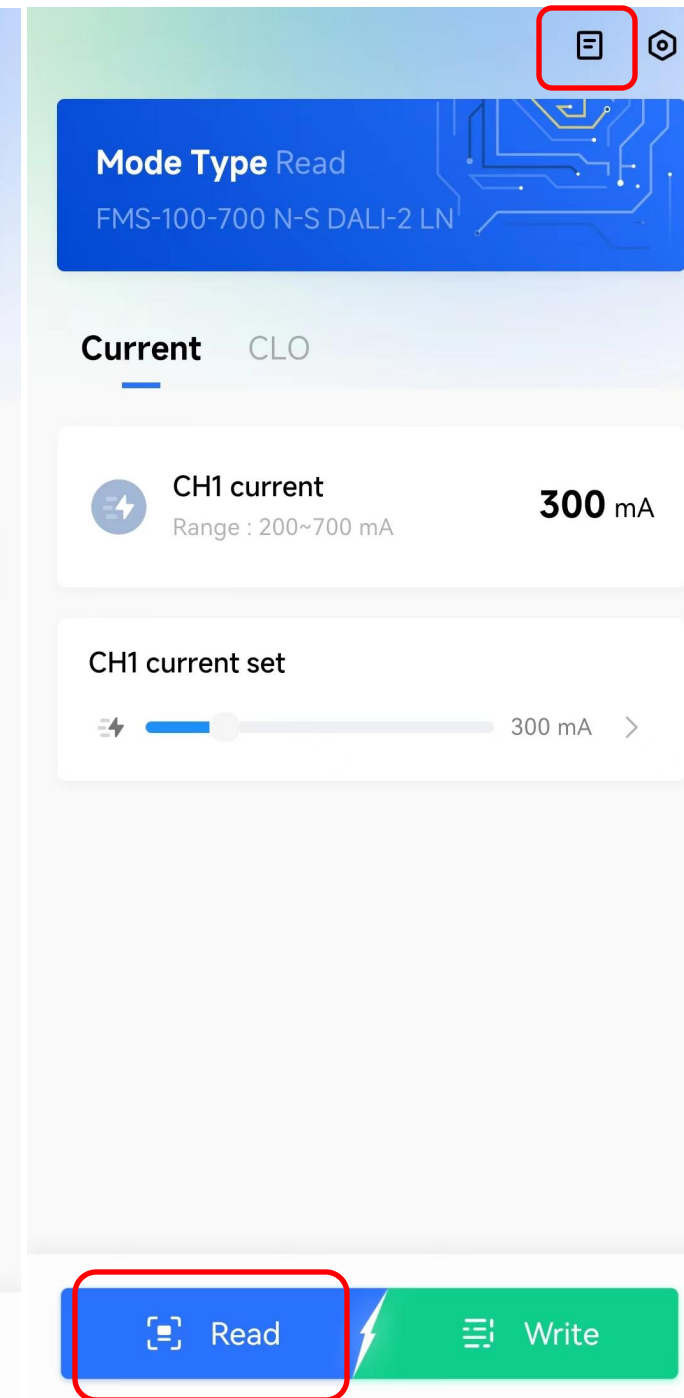 Mode Type Read
FMS-100-700 N-S DALI-2 LN
Current CLO
CH1 current
300 mA
Range : 200~700 mA
CH1 current set
300 mA
Read Write